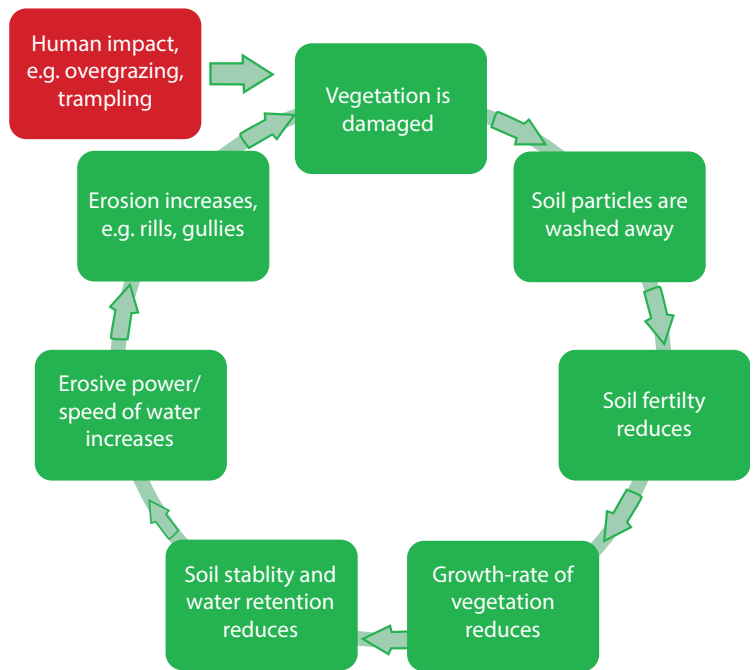 Human impact,
e.g. overgrazing,
trampling
Vegetation is
damaged
Soil particles are
washed away
Soil fertilty
reduces
Growth-rate of
vegetation
reduces
Soil stablity and
water retention
reduces
Erosive power/
speed of water
increases
Erosion increases,
e.g. rills, gullies